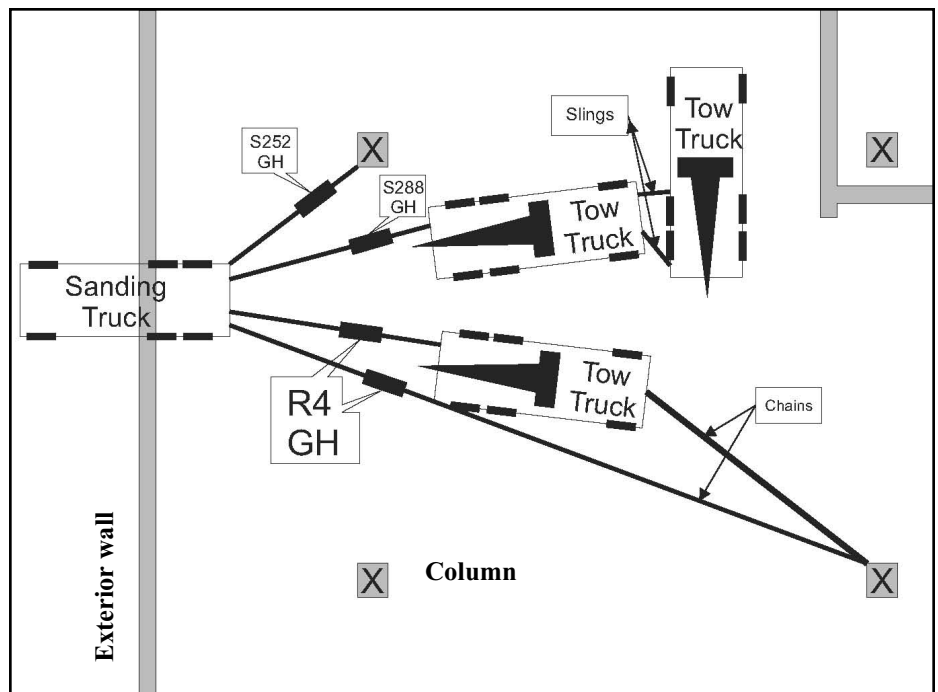 S252
GH
X
Slings
Tow
Truck
X
S288
GH
Tow
Truck
Sanding
Truck
R4
GH
Tow
Truck
Chains
Exterior wall
X
Column
X